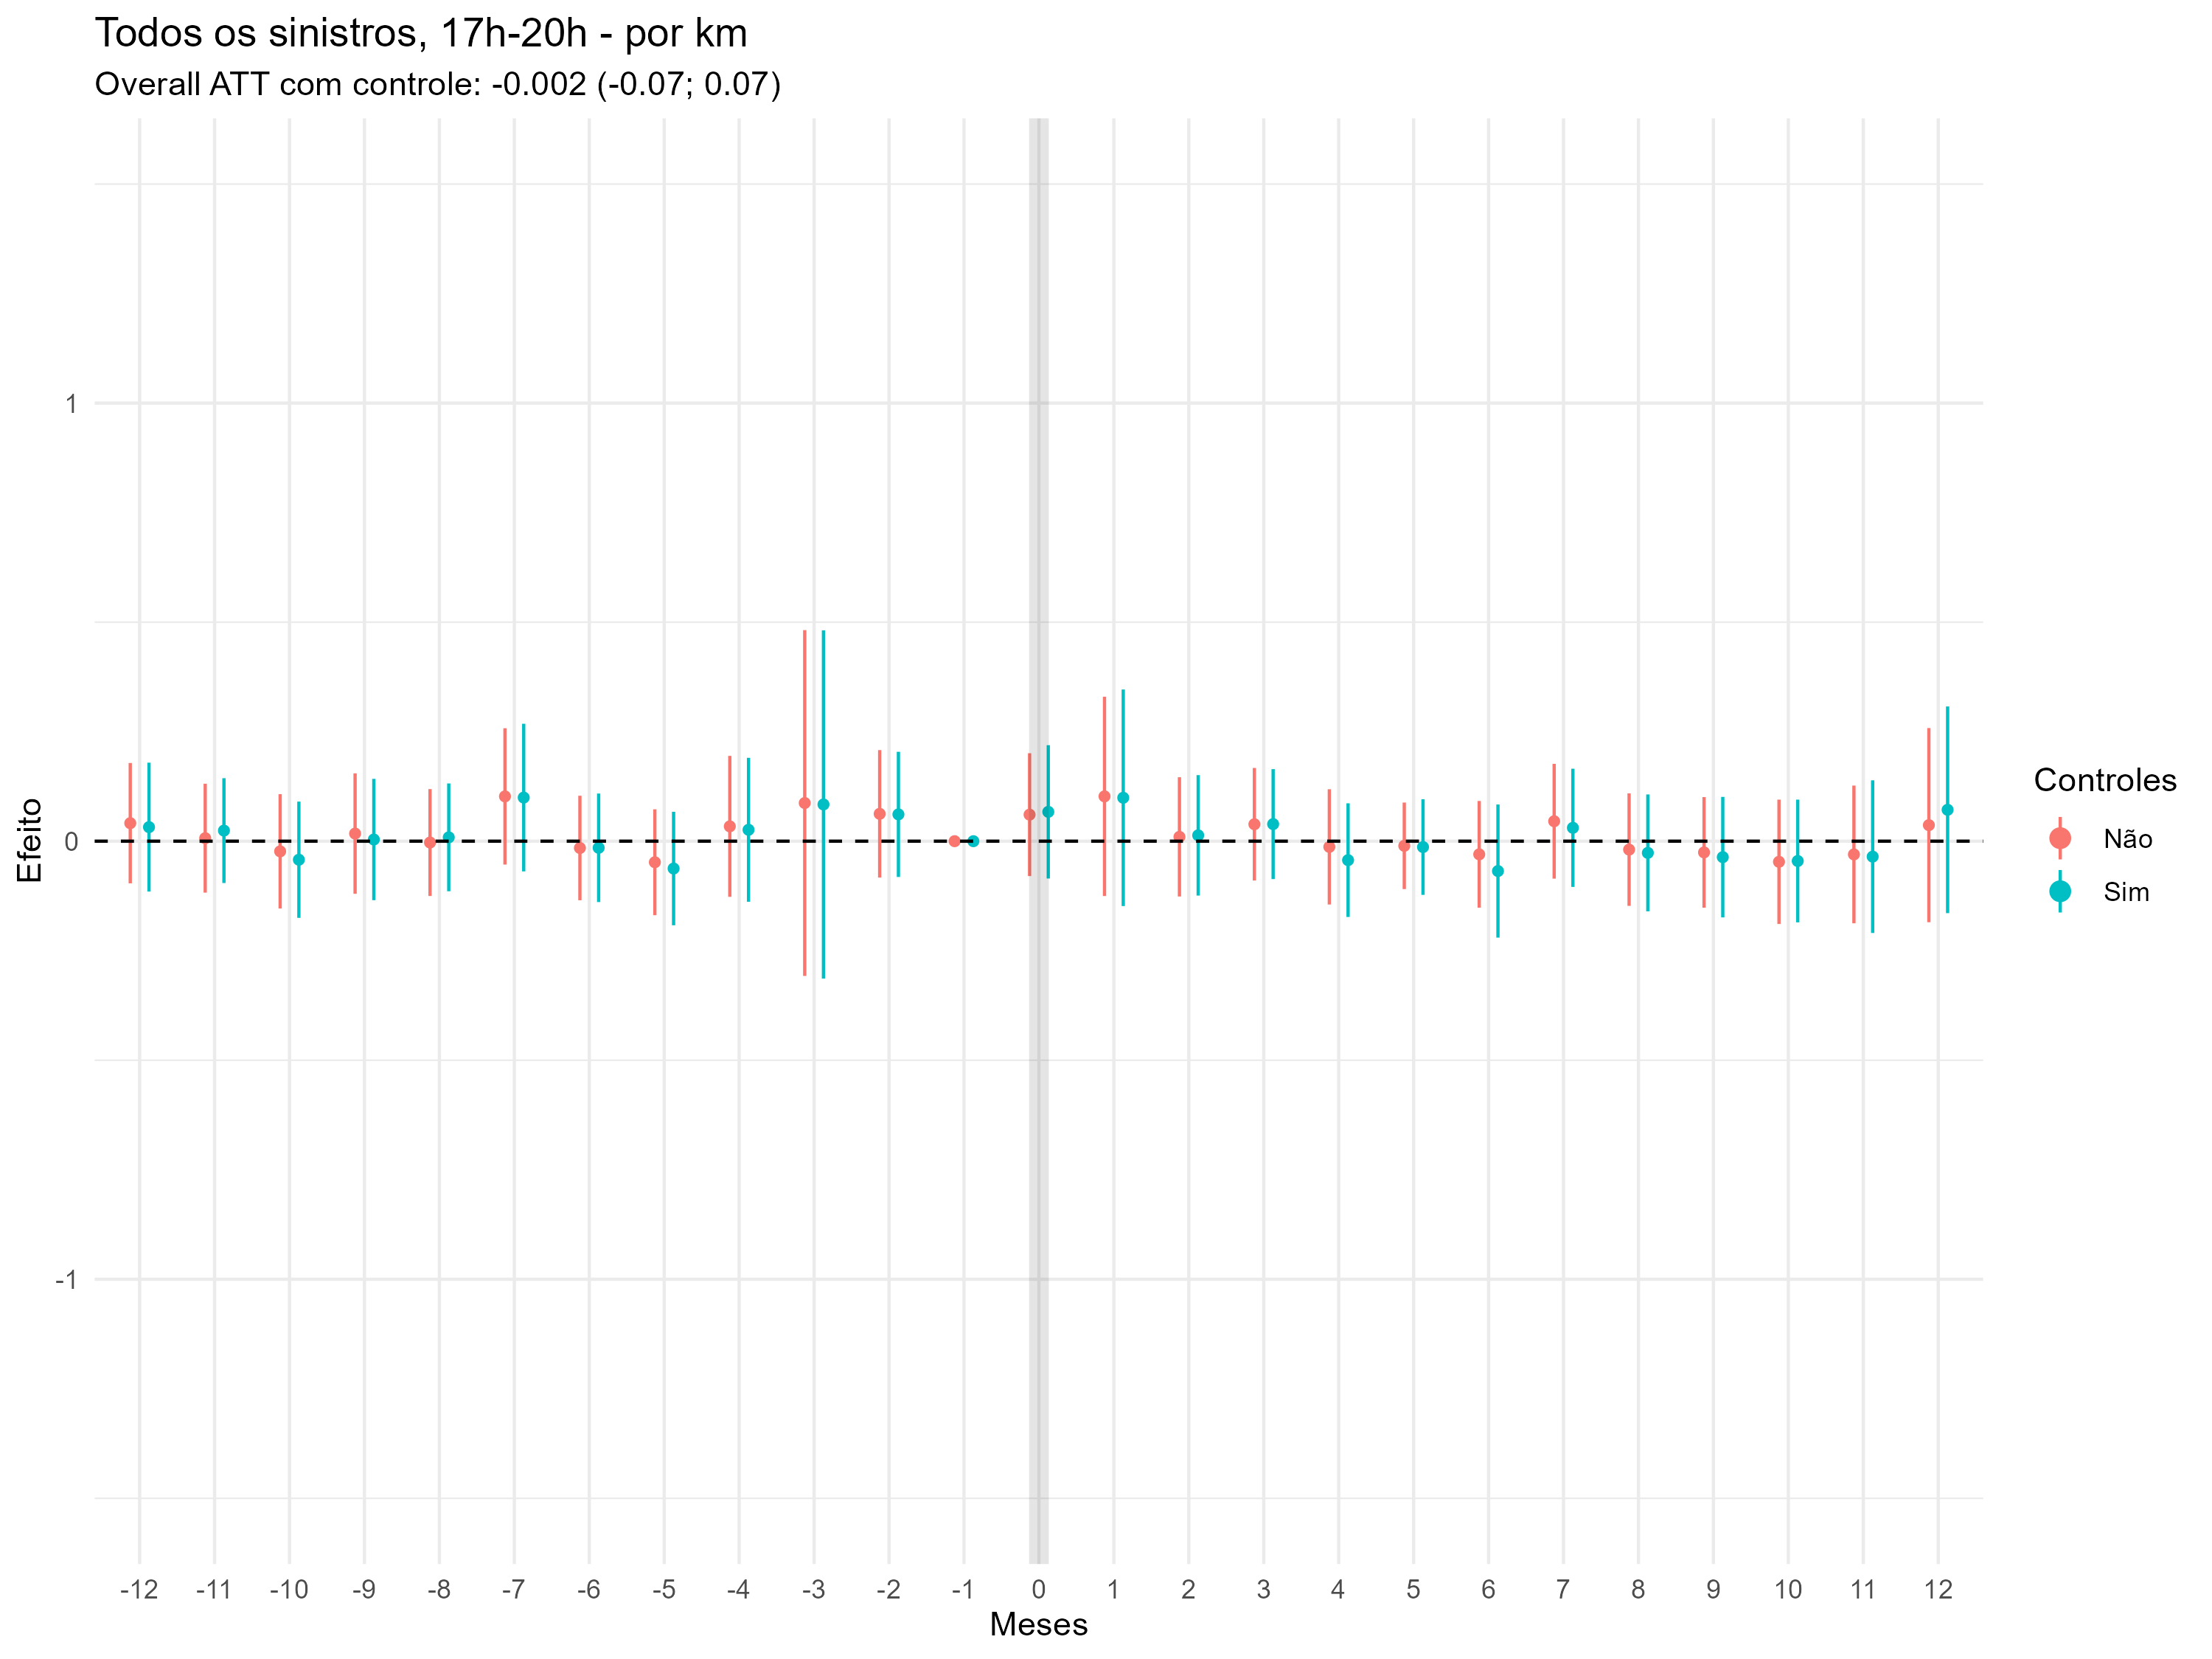 Todos os sinistros, 17h-20h - por km
Overall ATT com controle: -0.002 (-0.07; 0.07)
Efeito
1
0
-1
-12 -11 -10 -9 -8 -7 -6 -5 -4 -3 -2 -1 0 1 2 3 4 5 6 7 8 9 10 11 12
Meses
Controles
Não
Sim